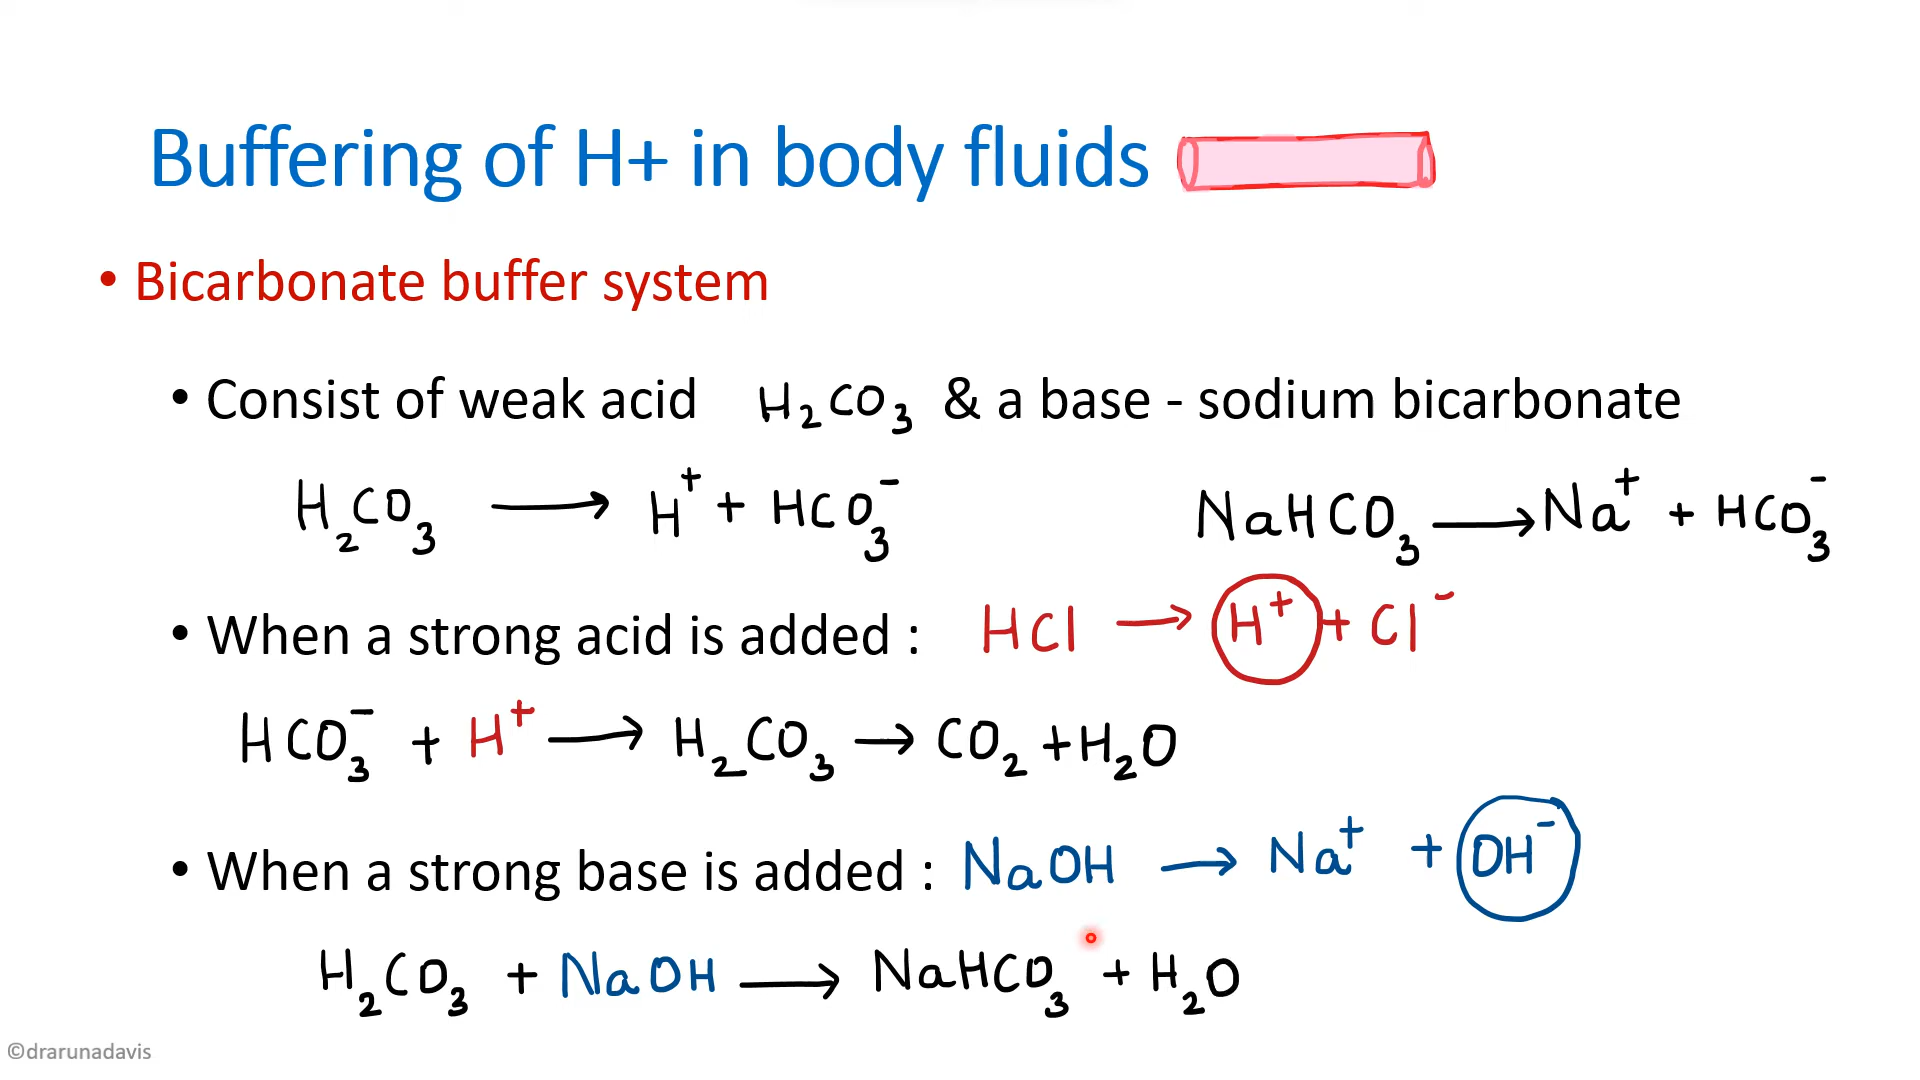 Buffering of H+ in body fluids
• Bicarbonate buffer system
• Consist of weak acid H₂CO₃ & a base - sodium bicarbonate
H₂CO₃ ⟶ H⁺ + HCO₃⁻ NaHCO₃ ⟶ Na⁺ + HCO₃⁻
• When a strong acid is added : HCl → H⁺ + Cl⁻
HCO₃⁻ + H⁺ ⟶ H₂CO₃ → CO₂ + H₂O
• When a strong base is added : NaOH → Na⁺ + OH⁻
H₂CO₃ + NaOH ⟶ NaHCO₃ + H₂O
©drarunadavis